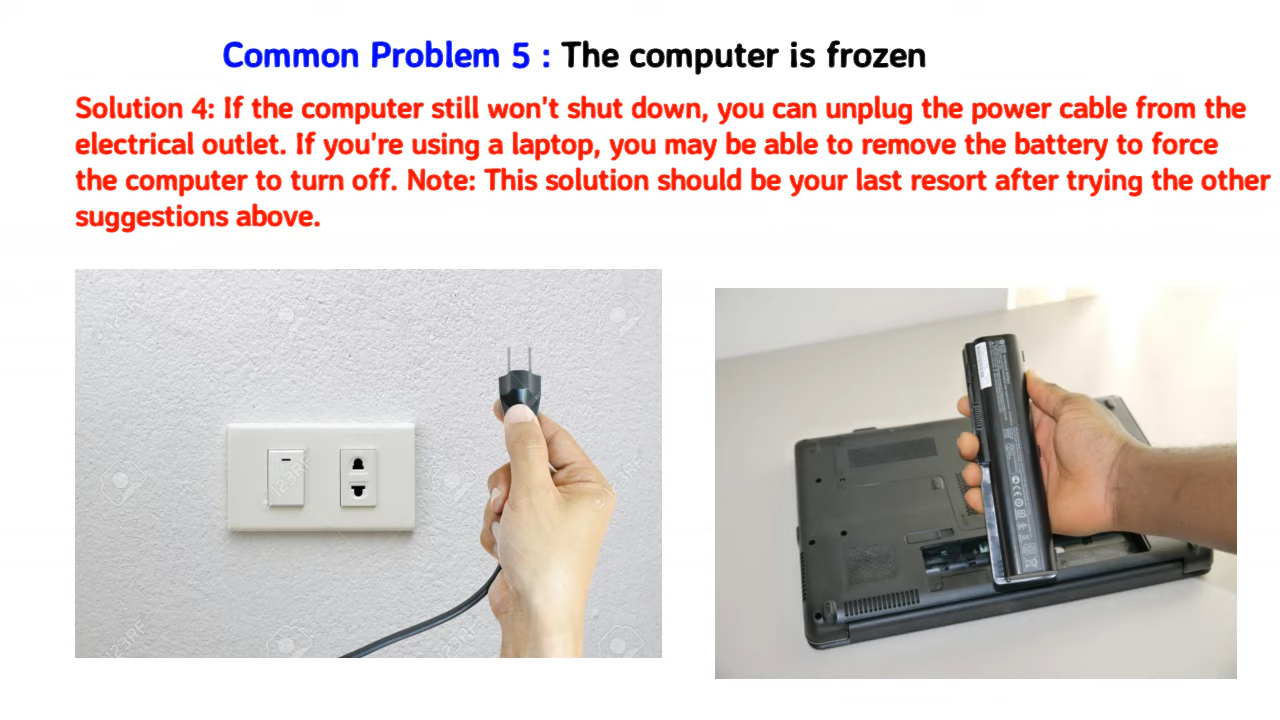 Common Problem 5 : The computer is frozen
Solution 4: If the computer still won't shut down, you can unplug the power cable from the
electrical outlet. If you're using a laptop, you may be able to remove the battery to force
the computer to turn off. Note: This solution should be your last resort after trying the other
suggestions above.
123RF